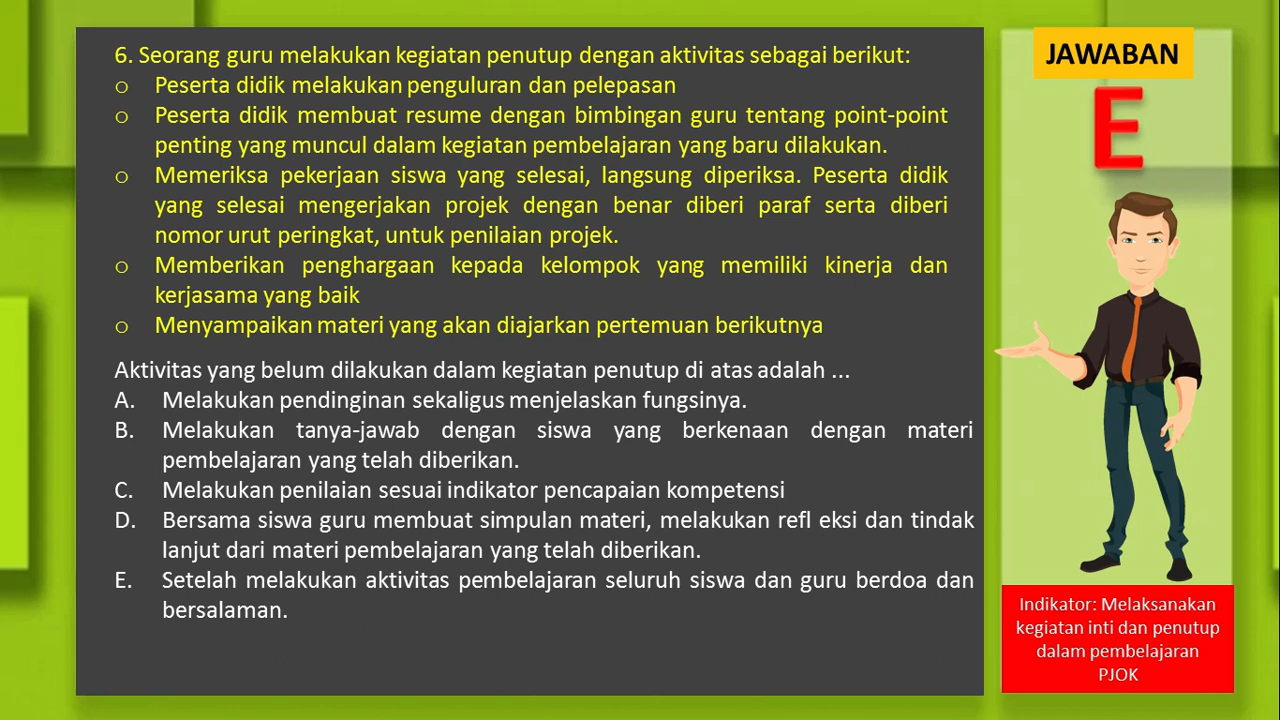 6. Seorang guru melakukan kegiatan penutup dengan aktivitas sebagai berikut:
o Peserta didik melakukan penguluran dan pelepasan
o Peserta didik membuat resume dengan bimbingan guru tentang point-point
penting yang muncul dalam kegiatan pembelajaran yang baru dilakukan.
o Memeriksa pekerjaan siswa yang selesai, langsung diperiksa. Peserta didik
yang selesai mengerjakan projek dengan benar diberi paraf serta diberi
nomor urut peringkat, untuk penilaian projek.
o Memberikan penghargaan kepada kelompok yang memiliki kinerja dan
kerjasama yang baik
o Menyampaikan materi yang akan diajarkan pertemuan berikutnya
Aktivitas yang belum dilakukan dalam kegiatan penutup di atas adalah ...
A. Melakukan pendinginan sekaligus menjelaskan fungsinya.
B. Melakukan tanya-jawab dengan siswa yang berkenaan dengan materi
pembelajaran yang telah diberikan.
C. Melakukan penilaian sesuai indikator pencapaian kompetensi
D. Bersama siswa guru membuat simpulan materi, melakukan refl eksi dan tindak
lanjut dari materi pembelajaran yang telah diberikan.
E. Setelah melakukan aktivitas pembelajaran seluruh siswa dan guru berdoa dan
bersalaman.
JAWABAN
E
Indikator: Melaksanakan
kegiatan inti dan penutup
dalam pembelajaran
PJOK